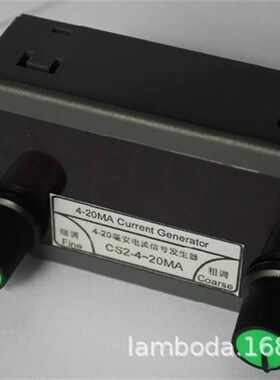 4-20MA Current Generator
4-20毫安电流信号发生器
细调
Fine
CS2-4~20MA
粗调
Coarse
lamboda.168